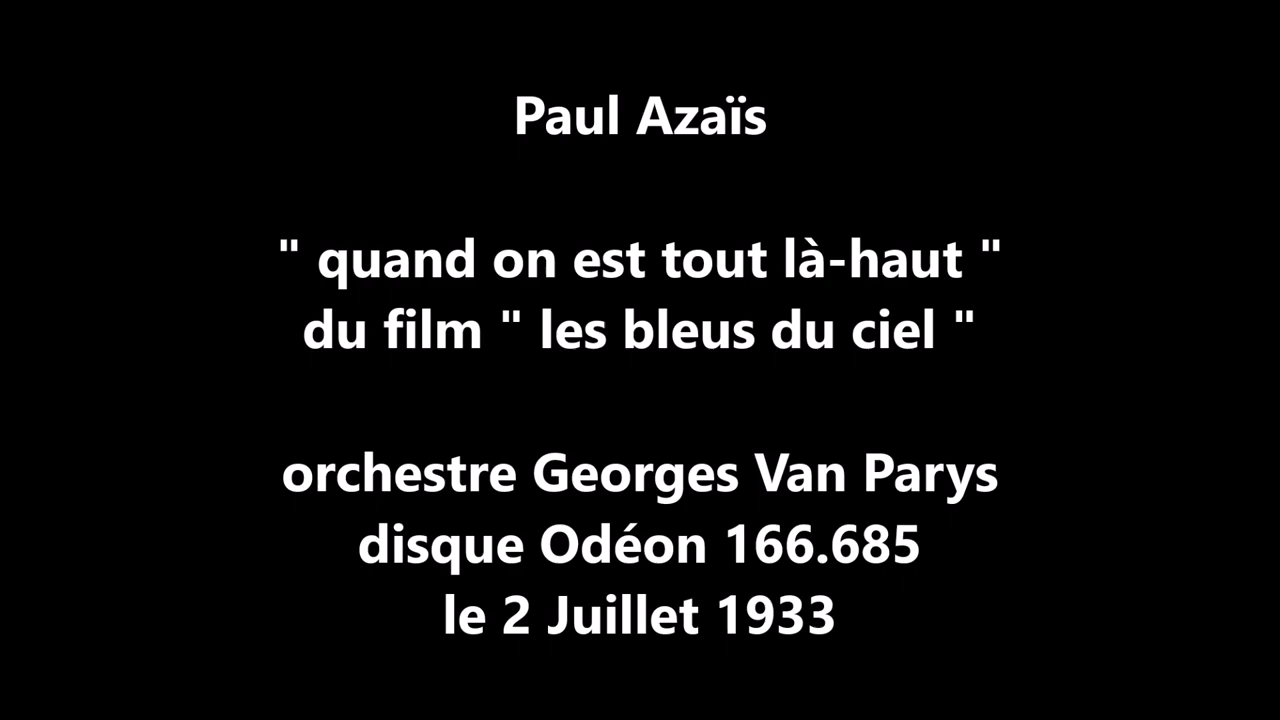 Paul Azaïs
" quand on est tout là-haut "
du film " les bleus du ciel "
orchestre Georges Van Parys
disque Odéon 166.685
le 2 Juillet 1933